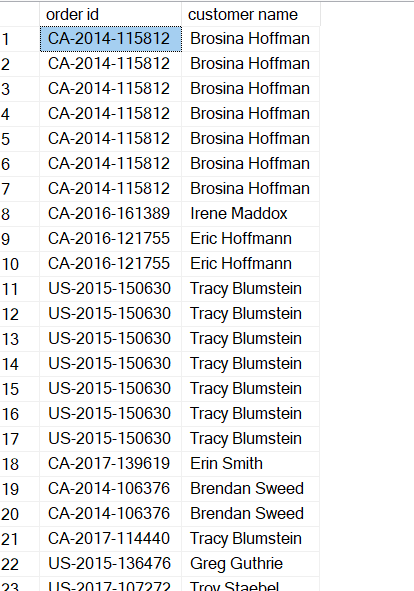 order id customer name
1 CA-2014-115812 Brosina Hoffman
2 CA-2014-115812 Brosina Hoffman
3 CA-2014-115812 Brosina Hoffman
4 CA-2014-115812 Brosina Hoffman
5 CA-2014-115812 Brosina Hoffman
6 CA-2014-115812 Brosina Hoffman
7 CA-2014-115812 Brosina Hoffman
8 CA-2016-161389 Irene Maddox
9 CA-2016-121755 Eric Hoffmann
10 CA-2016-121755 Eric Hoffmann
11 US-2015-150630 Tracy Blumstein
12 US-2015-150630 Tracy Blumstein
13 US-2015-150630 Tracy Blumstein
14 US-2015-150630 Tracy Blumstein
15 US-2015-150630 Tracy Blumstein
16 US-2015-150630 Tracy Blumstein
17 US-2015-150630 Tracy Blumstein
18 CA-2017-139619 Erin Smith
19 CA-2014-106376 Brendan Sweed
20 CA-2014-106376 Brendan Sweed
21 CA-2017-114440 Tracy Blumstein
22 US-2015-136476 Greg Guthrie
23 US-2017-107272 Troy Staebel